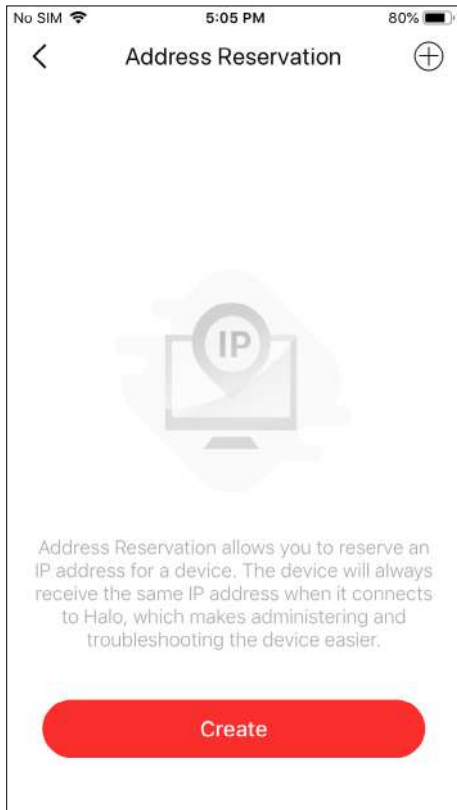 No SIM 5:05 PM 80%
Address Reservation
IP
Address Reservation allows you to reserve an
IP address for a device. The device will always
receive the same IP address when it connects
to Halo, which makes administering and
troubleshooting the device easier.
Create